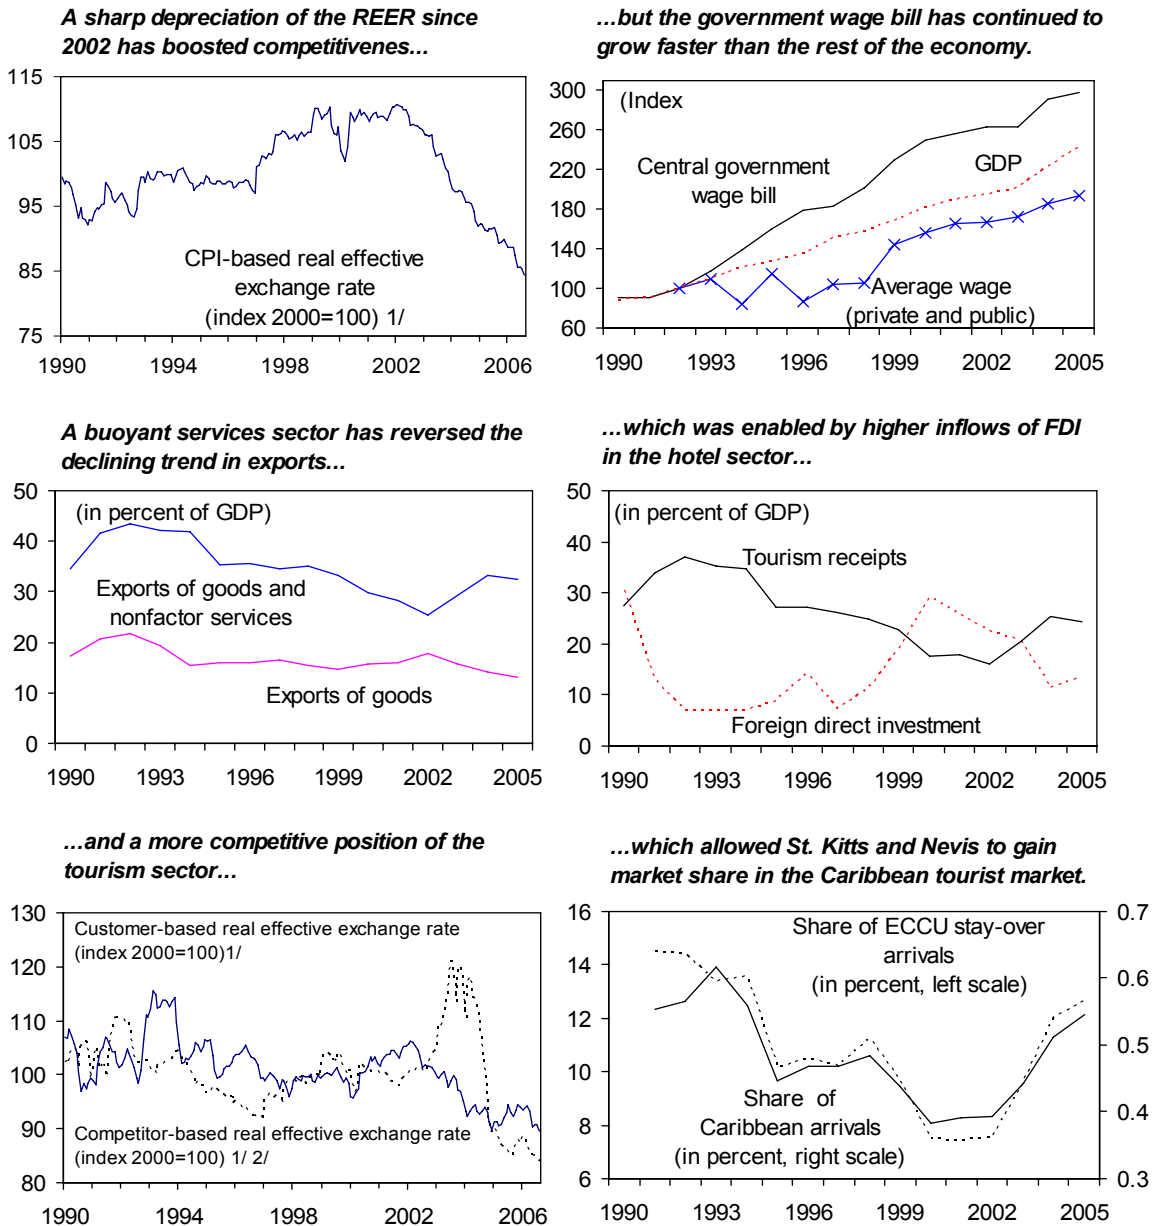 A sharp depreciation of the REER since
2002 has boosted competitivenes...
115
105
95
85
75
CPI-based real effective
exchange rate
(index 2000=100) 1/
1990 1994 1998 2002 2006
...but the government wage bill has continued to
grow faster than the rest of the economy.
300
260
220
180
140
100
60
(Index
Central government
wage bill
GDP
Average wage
(private and public)
1990 1993 1996 1999 2002 2005
A buoyant services sector has reversed the
declining trend in exports...
50
40
30
20
10
0
(in percent of GDP)
Exports of goods and
nonfactor services
Exports of goods
1990 1993 1996 1999 2002 2005
...which was enabled by higher inflows of FDI
in the hotel sector...
50
40
30
20
10
0
(in percent of GDP)
Tourism receipts
Foreign direct investment
1990 1993 1996 1999 2002 2005
...and a more competitive position of the
tourism sector...
130
120
110
100
90
80
Customer-based real effective exchange rate
(index 2000=100)1/
Competitor-based real effective exchange rate
(index 2000=100) 1/ 2/
1990 1994 1998 2002 2006
...which allowed St. Kitts and Nevis to gain
market share in the Caribbean tourist market.
16
14
12
10
8
6
Share of ECCU stay-over
arrivals
(in percent, left scale)
Share of
Caribbean arrivals
(in percent, right scale)
0.7
0.6
0.5
0.4
0.3
1990 1993 1996 1999 2002 2005